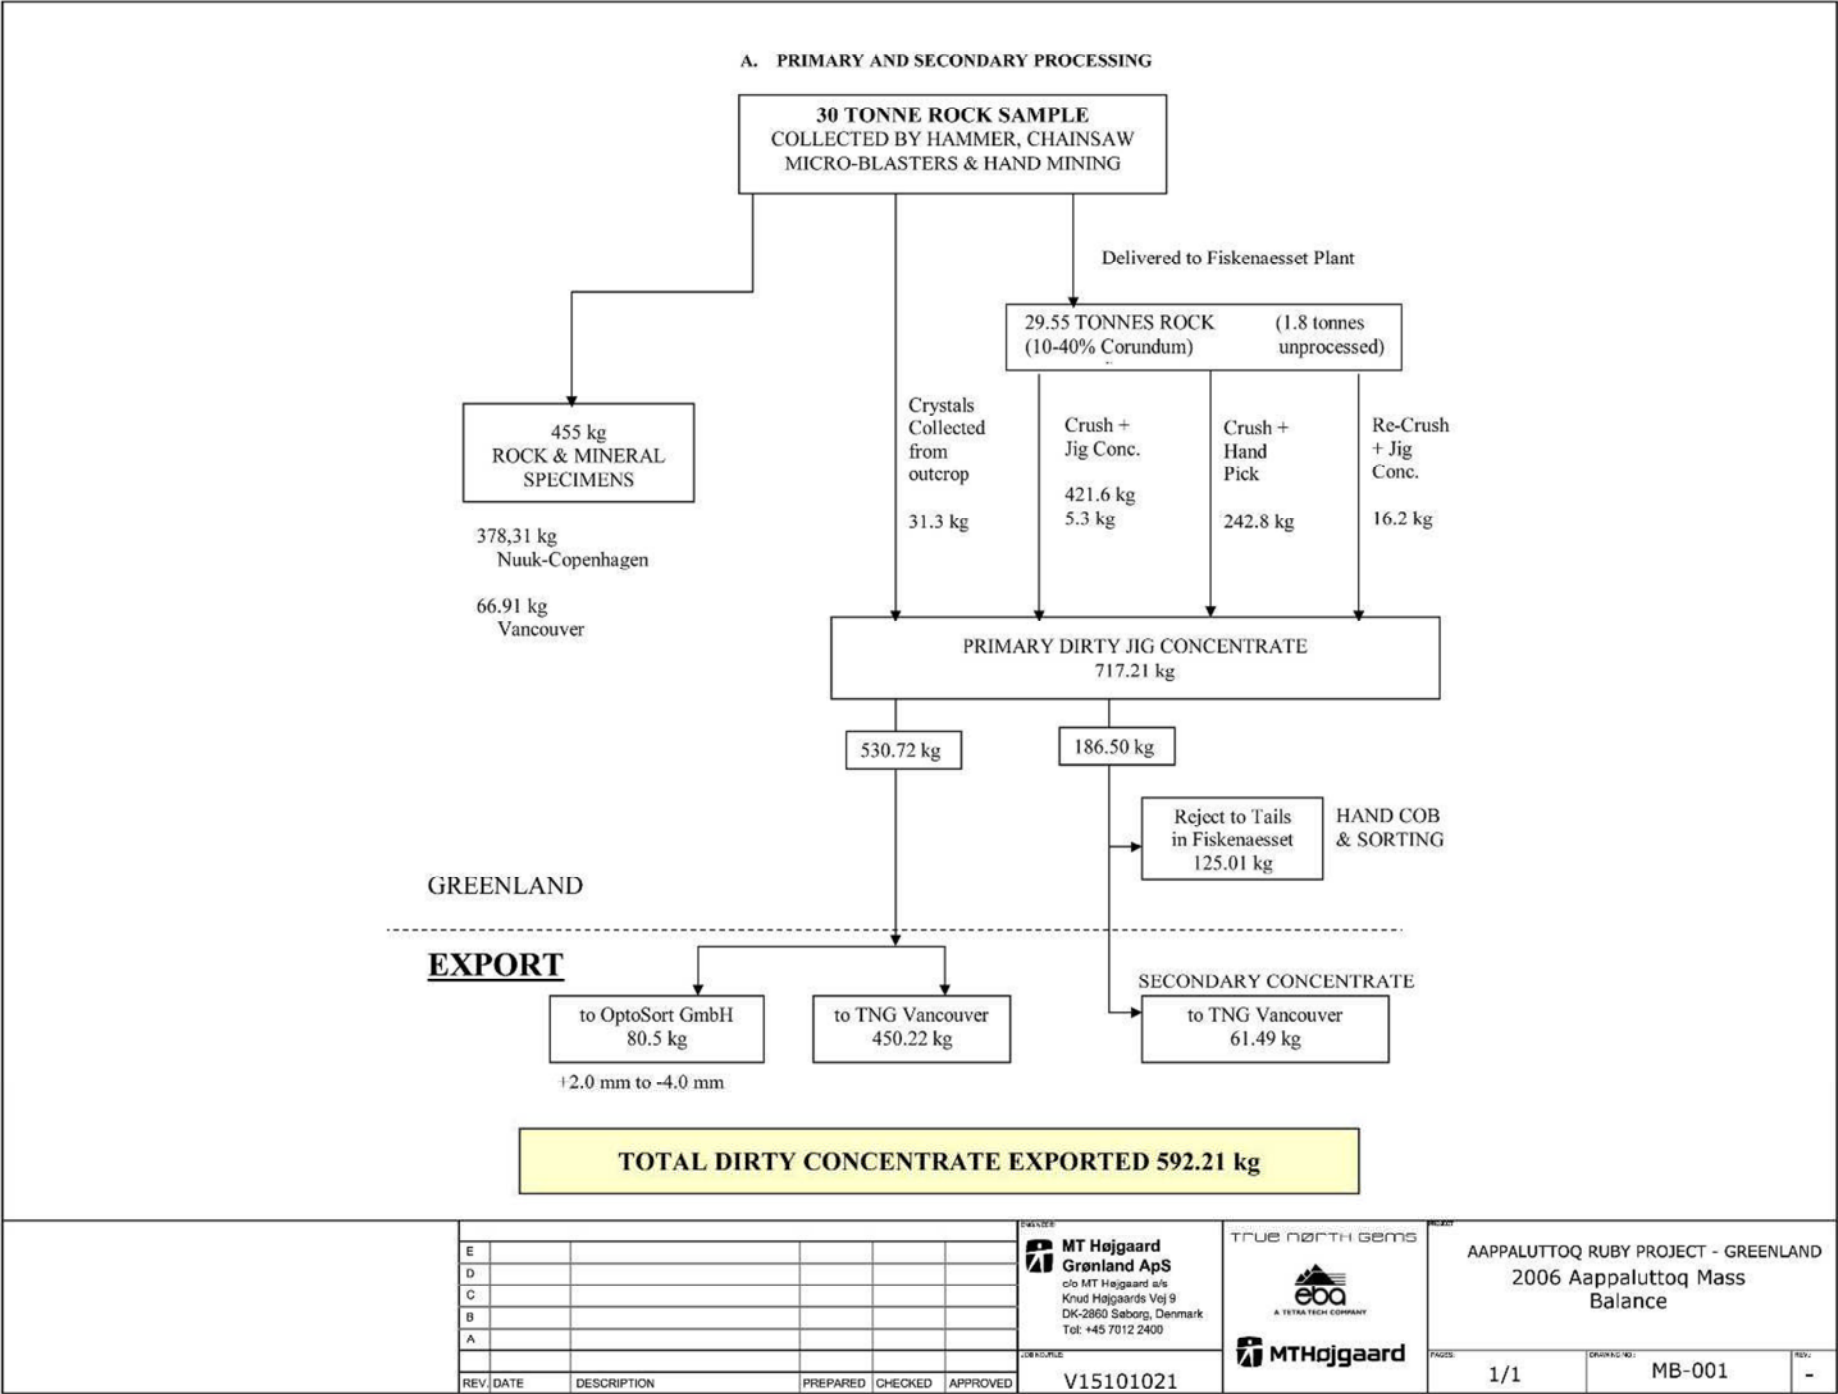 A. PRIMARY AND SECONDARY PROCESSING
30 TONNE ROCK SAMPLE
COLLECTED BY HAMMER, CHAINSAW
MICRO-BLASTERS & HAND MINING
Delivered to Fiskenaesset Plant
29.55 TONNES ROCK (1.8 tonnes
(10-40% Corundum) unprocessed)
455 kg
ROCK & MINERAL
SPECIMENS
378,31 kg
Nuuk-Copenhagen
66.91 kg
Vancouver
Crystals
Collected
from
outcrop
31.3 kg
Crush +
Jig Conc.
421.6 kg
5.3 kg
Crush +
Hand
Pick
242.8 kg
Re-Crush
+ Jig
Conc.
16.2 kg
PRIMARY DIRTY JIG CONCENTRATE
717.21 kg
530.72 kg
186.50 kg
Reject to Tails
in Fiskenaesset
125.01 kg
HAND COB
& SORTING
GREENLAND
EXPORT
SECONDARY CONCENTRATE
to OptoSort GmbH
80.5 kg
+2.0 mm to -4.0 mm
to TNG Vancouver
450.22 kg
to TNG Vancouver
61.49 kg
TOTAL DIRTY CONCENTRATE EXPORTED 592.21 kg
E
D
C
B
A
REV. DATE DESCRIPTION PREPARED CHECKED APPROVED
ENGINEER:
MT Højgaard
Grønland ApS
c/o MT Højgaard a/s
Knud Højgaards Vej 9
DK-2860 Søborg, Denmark
Tel: +45 7012 2400
V15101021
True North Gems
eba
A TETRA TECH COMPANY
MTHøjgaard
PROJECT
AAPPALUTTOQ RUBY PROJECT - GREENLAND
2006 Aappaluttoq Mass
Balance
PAGES:
1/1
DRAWING NO.:
MB-001
REV.:
-